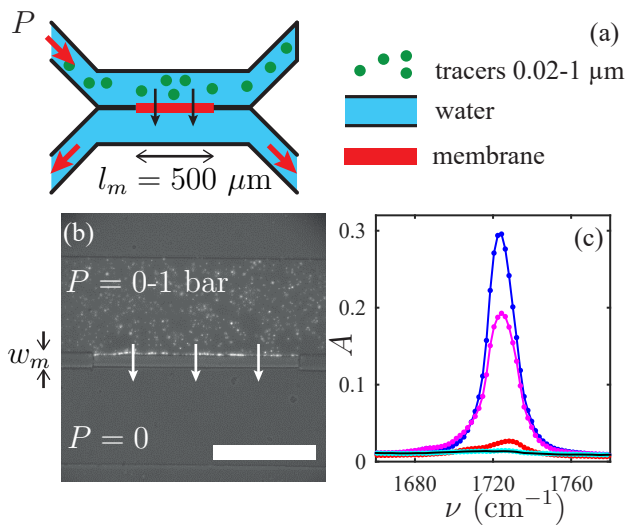 P
(a)
tracers 0.02-1 μm
water
membrane
l_m = 500 μm
(b)
P = 0-1 bar
w_m
P = 0
(c)
0.3
0.2
0.1
0
A
1680
1720
1760
ν (cm⁻¹)